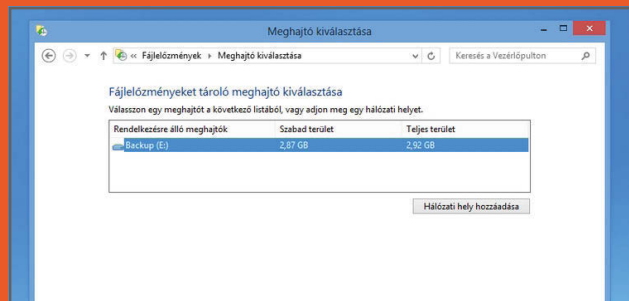 Meghajtó kiválasztása
« Fájlelőzmények Meghajtó kiválasztása Keresés a Vezérlőpulton
Fájlelőzményeket tároló meghajtó kiválasztása
Válasszon egy meghajtót a következő listából, vagy adjon meg egy hálózati helyet.
Rendelkezésre álló meghajtók Szabad terület Teljes terület
Backup (E:) 2,87 GB 2,92 GB
Hálózati hely hozzáadása